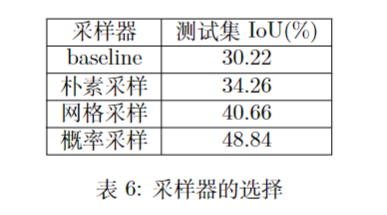 采样器 测试集 IoU(%)
baseline 30.22
朴素采样 34.26
网格采样 40.66
概率采样 48.84
表 6: 采样器的选择